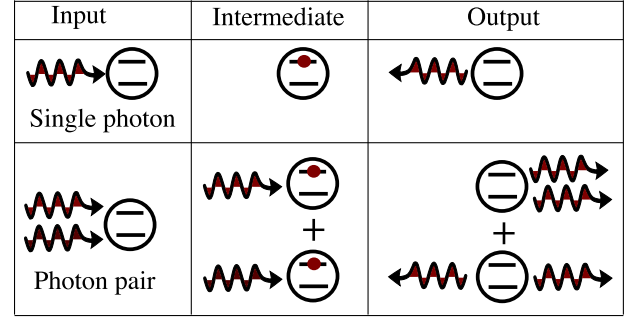 Input Intermediate Output
Single photon
+ +
Photon pair